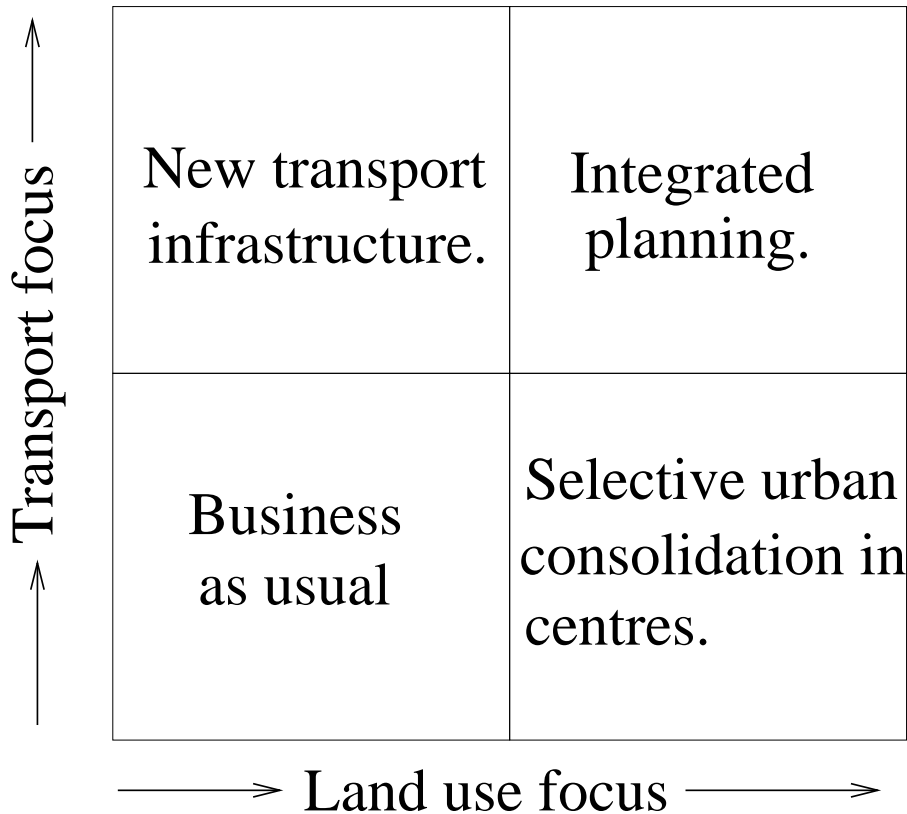 Transport focus
New transport
infrastructure.
Integrated
planning.
Business
as usual
Selective urban
consolidation in
centres.
Land use focus